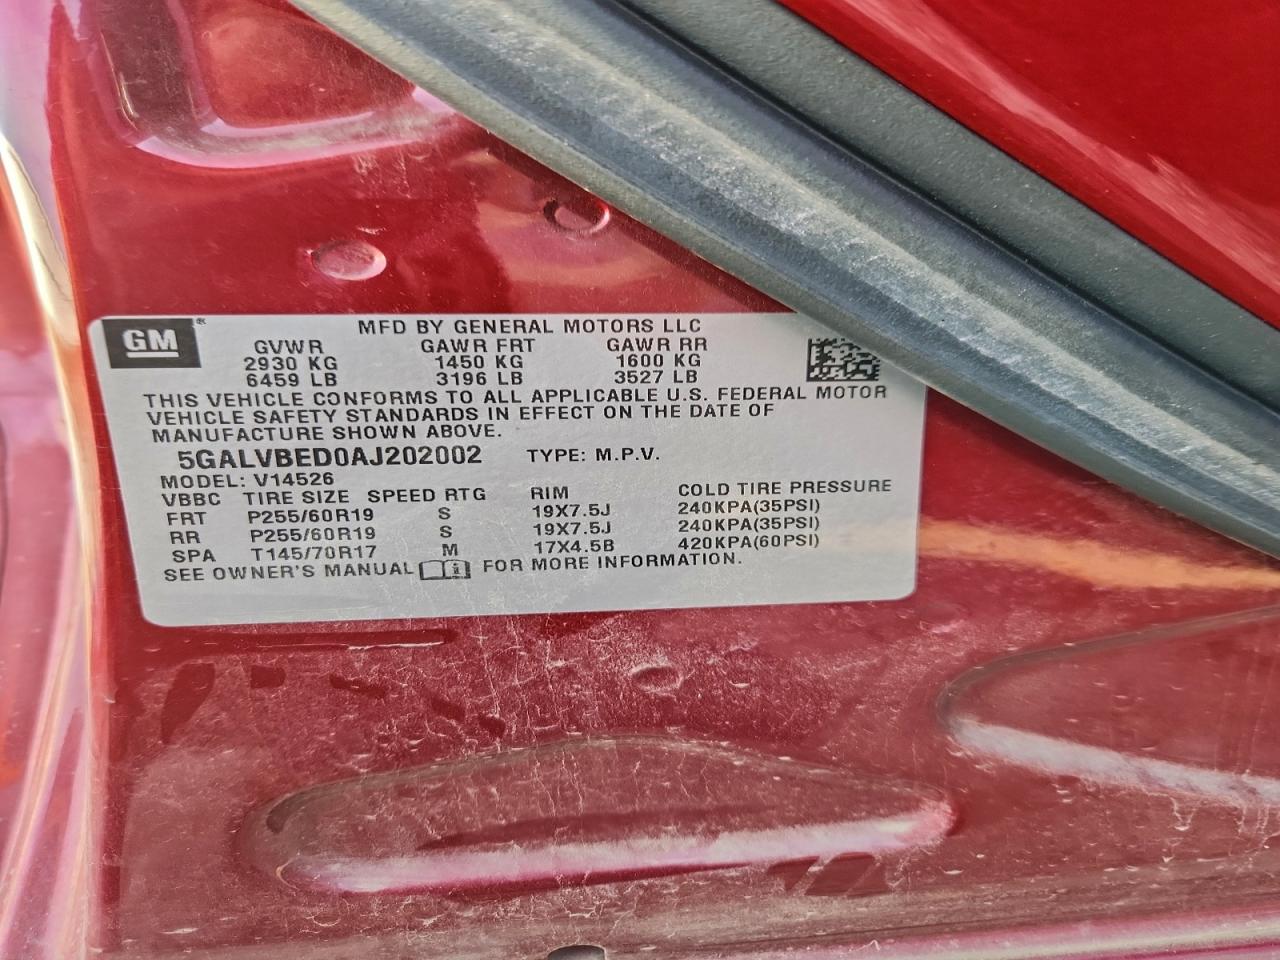 GM® MFD BY GENERAL MOTORS LLC
GVWR GAWR FRT GAWR RR
2930 KG 1450 KG 1600 KG
6459 LB 3196 LB 3527 LB
THIS VEHICLE CONFORMS TO ALL APPLICABLE U.S. FEDERAL MOTOR
VEHICLE SAFETY STANDARDS IN EFFECT ON THE DATE OF
MANUFACTURE SHOWN ABOVE.
5GALVBED0AJ202002 TYPE: M.P.V.
MODEL: V14526
VBBC TIRE SIZE SPEED RTG RIM COLD TIRE PRESSURE
FRT P255/60R19 S 19X7.5J 240KPA(35PSI)
RR P255/60R19 S 19X7.5J 240KPA(35PSI)
SPA T145/70R17 M 17X4.5B 420KPA(60PSI)
SEE OWNER'S MANUAL FOR MORE INFORMATION.